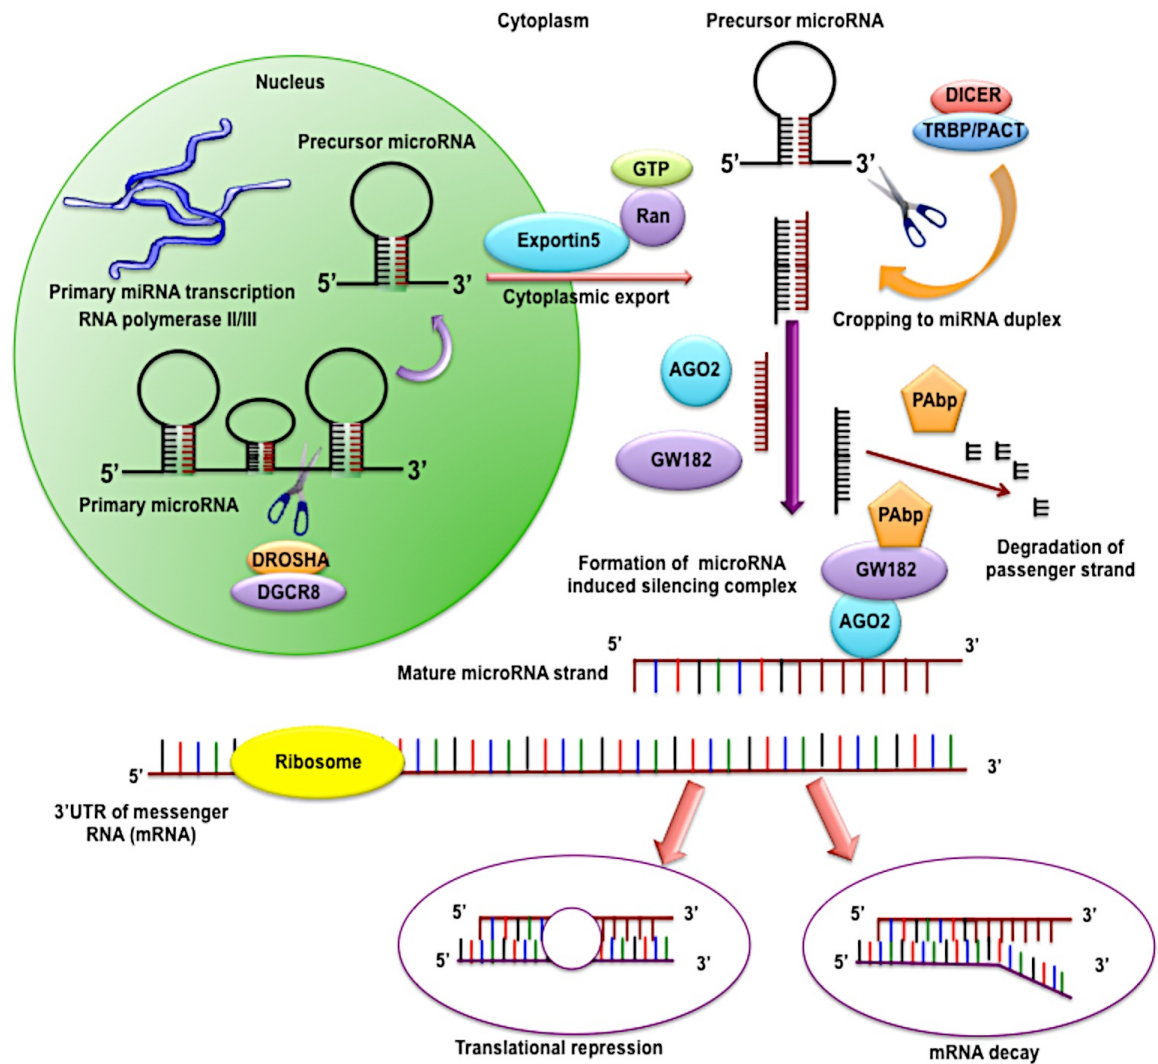 Cytoplasm
Precursor microRNA
Nucleus
DICER
TRBP/PACT
Precursor microRNA
5’
3’
GTP
Ran
Exportin5
Cytoplasmic export
5’
3’
Primary miRNA transcription
RNA polymerase II/III
Cropping to miRNA duplex
AGO2
GW182
PAbp
5’
3’
Primary microRNA
DROSHA
DGCR8
PAbp
GW182
AGO2
Degradation of
passenger strand
Formation of microRNA
induced silencing complex
5’
3’
Mature microRNA strand
Ribosome
5’
3’
3’UTR of messenger
RNA (mRNA)
5’
3’
5’
3’
Translational repression
5’
3’
5’
3’
mRNA decay